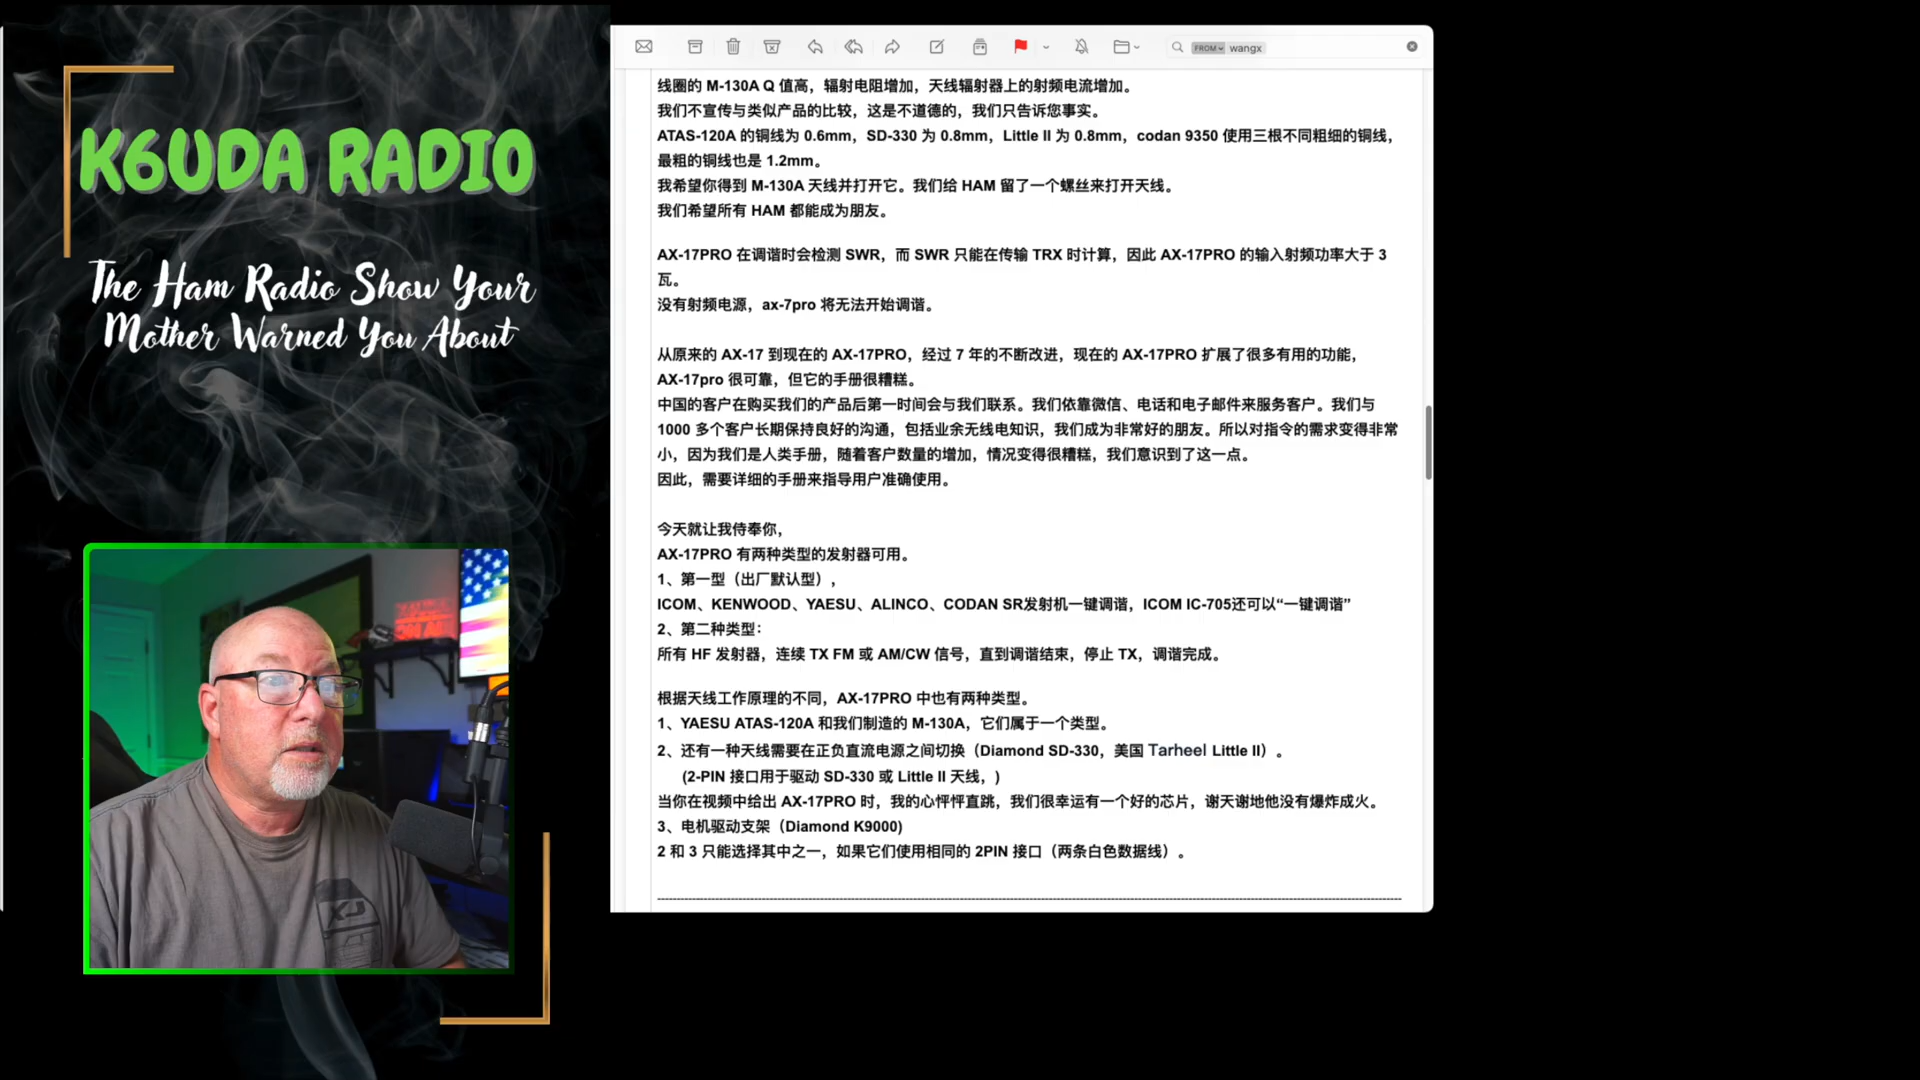 K6UDA RADIO
The Ham Radio Show Your
Mother Warned You About
FROM
wangx
线圈的 M-130A Q 值高，辐射电阻增加，天线辐射器上的射频电流增加。
我们不宣传与类似产品的比较，这是不道德的，我们只告诉您事实。
ATAS-120A 的铜线为 0.6mm，SD-330 为 0.8mm，Little II 为 0.8mm，codan 9350 使用三根不同粗细的铜线，
最粗的铜线也是 1.2mm。
我希望你得到 M-130A 天线并打开它。我们给 HAM 留了一个螺丝来打开天线。
我们希望所有 HAM 都能成为朋友。
AX-17PRO 在调谐时会检测 SWR，而 SWR 只能在传输 TRX 时计算，因此 AX-17PRO 的输入射频功率大于 3
瓦。
没有射频电源，ax-7pro 将无法开始调谐。
从原来的 AX-17 到现在的 AX-17PRO，经过 7 年的不断改进，现在的 AX-17PRO 扩展了很多有用的功能，
AX-17pro 很可靠，但它的手册很糟糕。
中国的客户在购买我们的产品后第一时间会与我们联系。我们依靠微信、电话和电子邮件来服务客户。我们与
1000 多个客户长期保持良好的沟通，包括业余无线电知识，我们成为非常好的朋友。所以对指令的需求变得非常
小，因为我们是人类手册，随着客户数量的增加，情况变得很糟糕，我们意识到了这一点。
因此，需要详细的手册来指导用户准确使用。
今天就让我侍奉你，
AX-17PRO 有两种类型的发射器可用。
1、第一型（出厂默认型），
ICOM、KENWOOD、YAESU、ALINCO、CODAN SR发射机一键调谐，ICOM IC-705还可以“一键调谐”
2、第二种类型：
所有 HF 发射器，连续 TX FM 或 AM/CW 信号，直到调谐结束，停止 TX，调谐完成。
根据天线工作原理的不同，AX-17PRO 中也有两种类型。
1、YAESU ATAS-120A 和我们制造的 M-130A，它们属于一个类型。
2、还有一种天线需要在正负直流电源之间切换（Diamond SD-330，美国 Tarheel Little II）。
(2-PIN 接口用于驱动 SD-330 或 Little II 天线，)
当你在视频中给出 AX-17PRO 时，我的心怦怦直跳，我们很幸运有一个好的芯片，谢天谢地他没有爆炸成火。
3、电机驱动支架（Diamond K9000)
2 和 3 只能选择其中之一，如果它们使用相同的 2PIN 接口（两条白色数据线）。